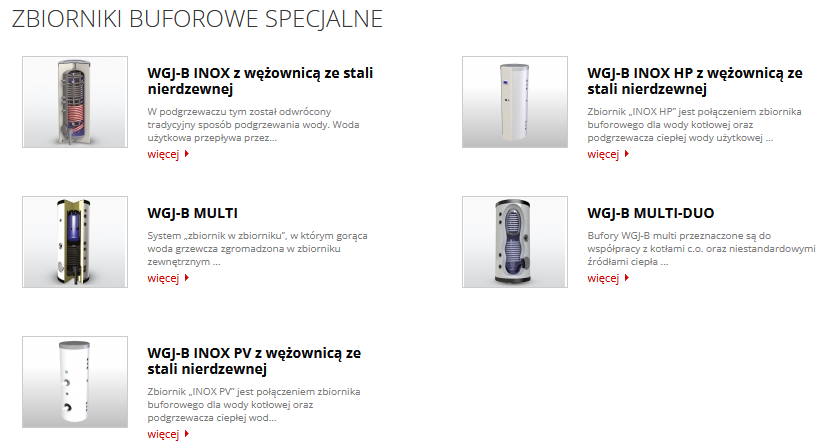 ZBIORNIKI BUFOROWE SPECJALNE
WGJ-B INOX z wężownicą ze stali
nierdzewnej
W podgrzewaczu tym został odwrócony
tradycyjny sposób podgrzewania wody. Woda
użytkowa przepływa przez...
więcej
WGJ-B INOX HP z wężownicą ze
stali nierdzewnej
Zbiornik „INOX HP” jest połączeniem zbiornika
buforowego dla wody kotłowej oraz
podgrzewacza ciepłej wody użytkowej ...
więcej
WGJ-B MULTI
System „zbiornik w zbiorniku”, w którym gorąca
woda grzewcza zgromadzona w zbiorniku
zewnętrznym ...
więcej
WGJ-B MULTI-DUO
Bufory WGJ-B multi przeznaczone są do
współpracy z kotłami c.o. oraz niestandardowymi
źródłami ciepła ...
więcej
WGJ-B INOX PV z wężownicą ze
stali nierdzewnej
Zbiornik „INOX PV” jest połączeniem zbiornika
buforowego dla wody kotłowej oraz
podgrzewacza ciepłej wod...
więcej